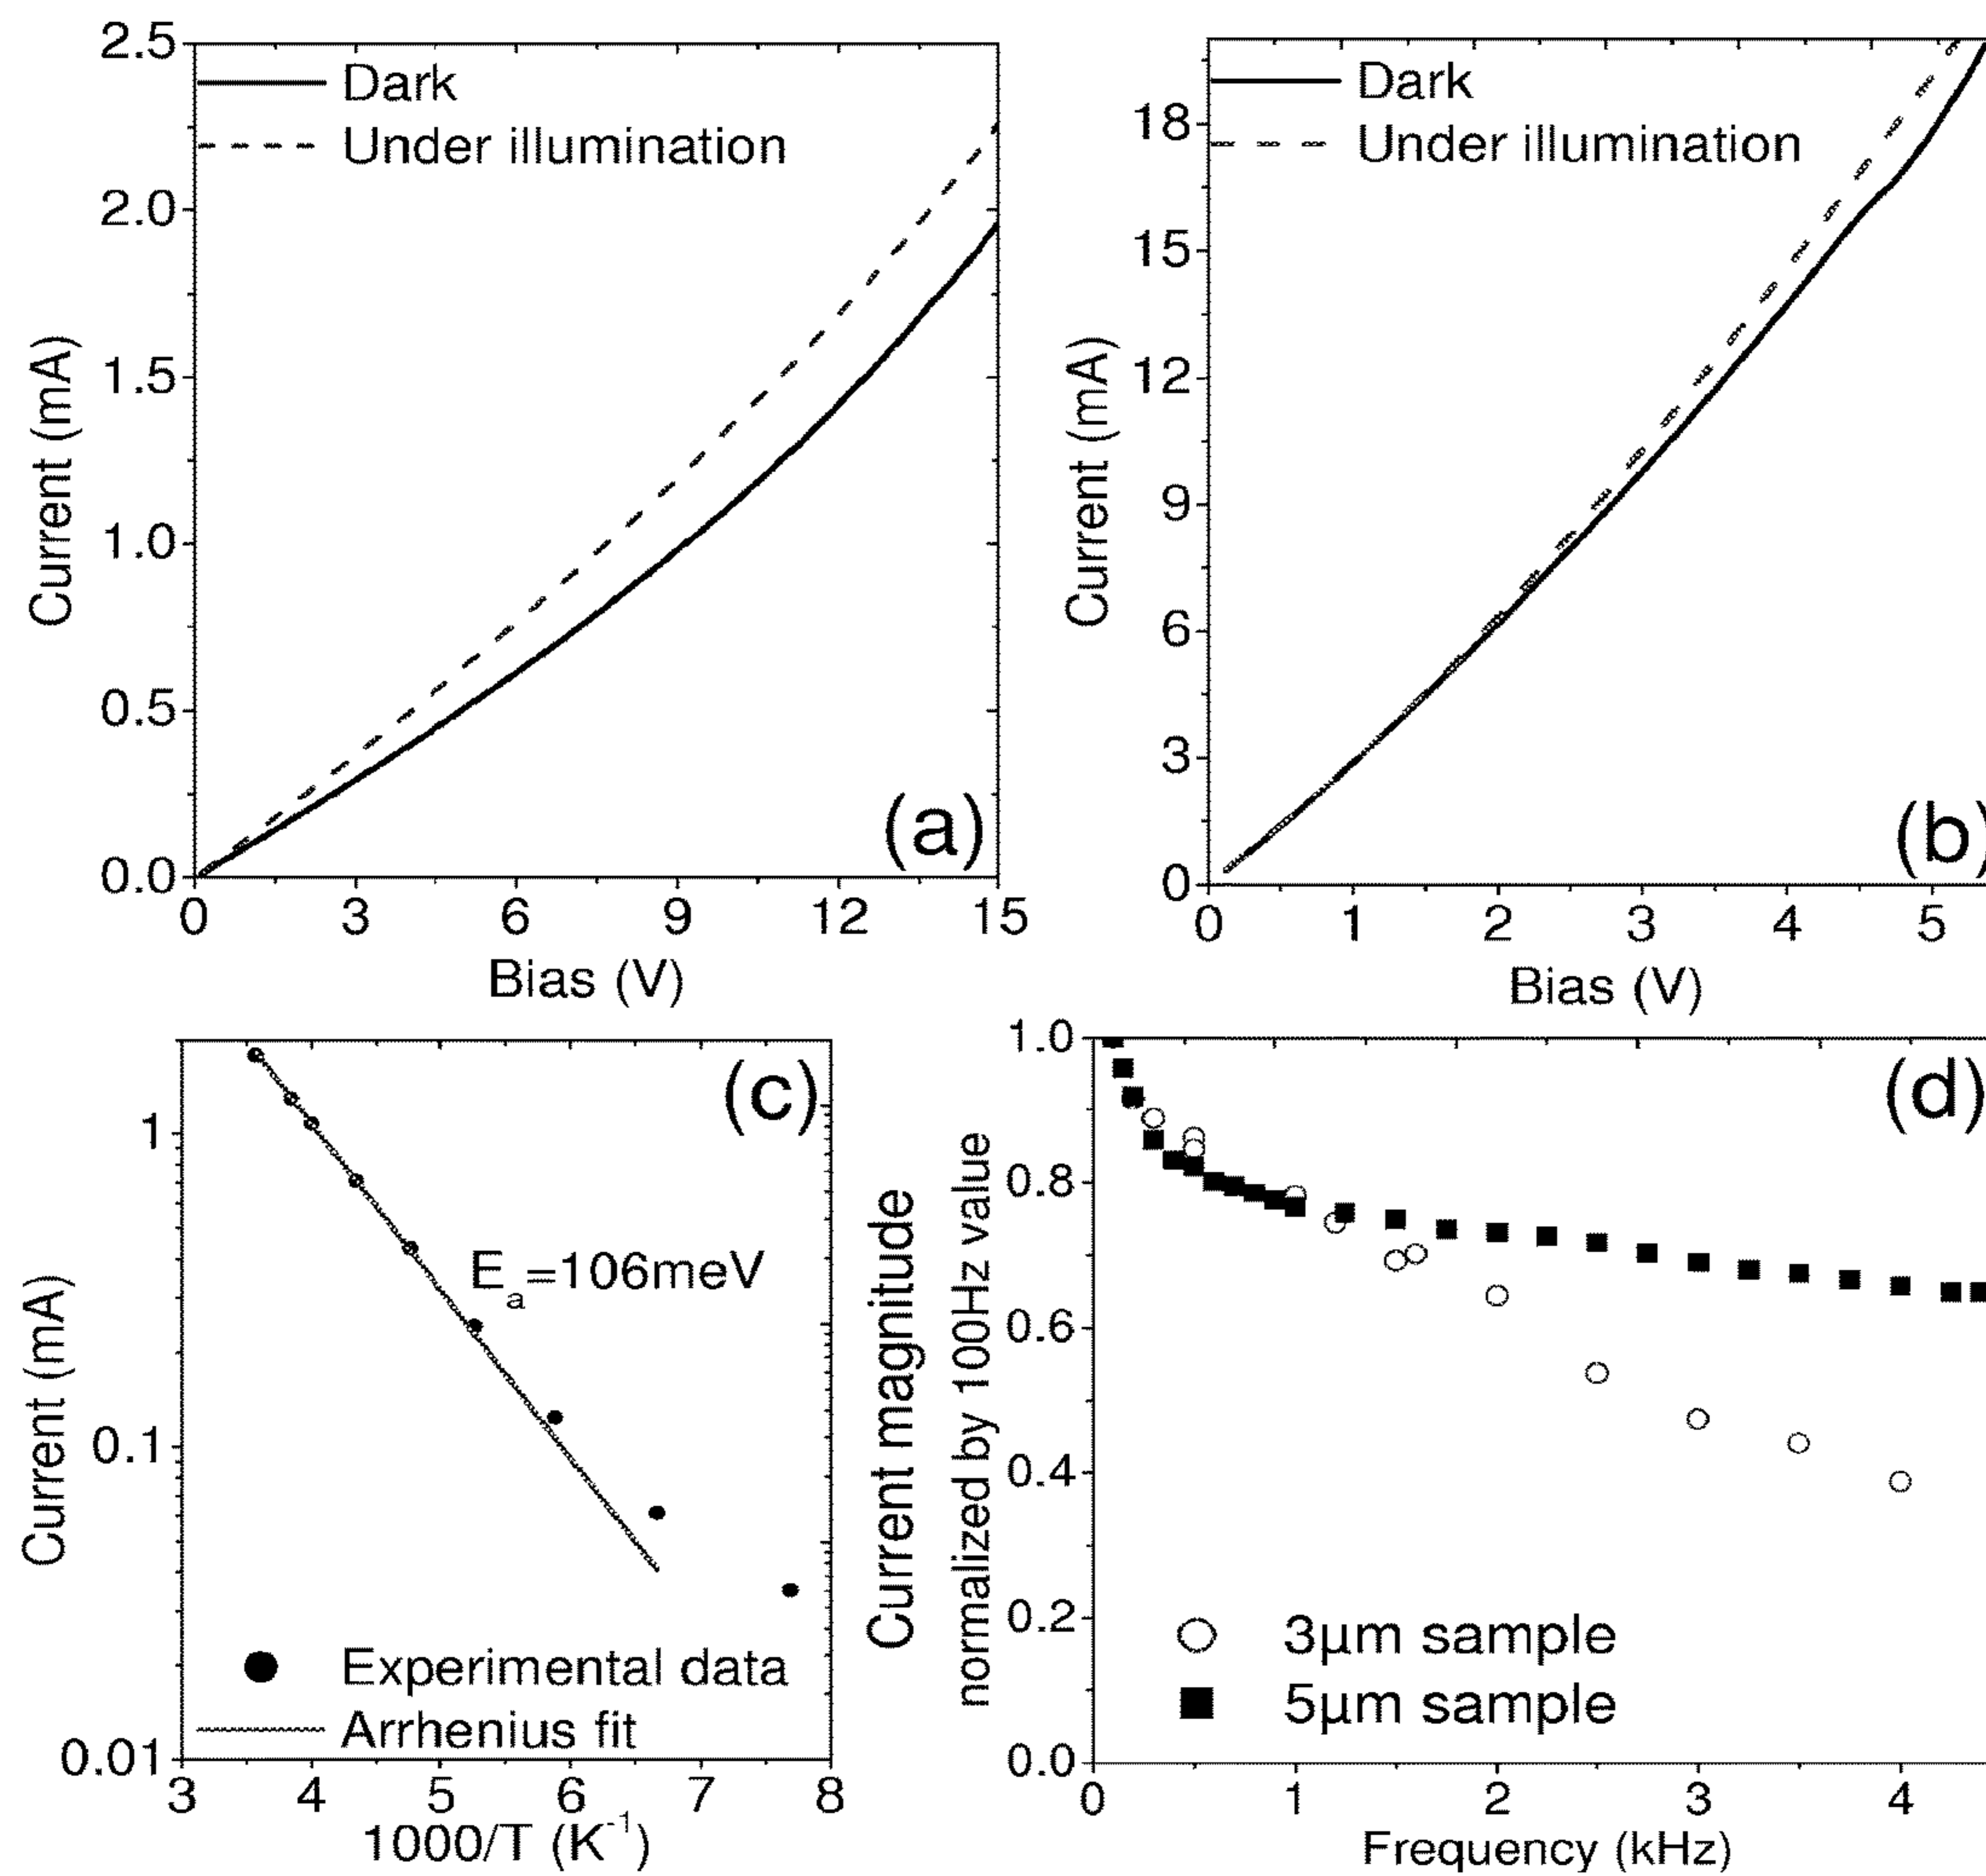 2.5
2.0
1.5
1.0
0.5
0.0
Current (mA)
Dark
Under illumination
(a)
0 3 6 9 12 15
Bias (V)
18
15
12
9
6
3
0
Current (mA)
Dark
Under illumination
(b)
0 1 2 3 4 5
Bias (V)
1
0.1
0.01
Current (mA)
(c)
Ea=106meV
Experimental data
Arrhenius fit
3 4 5 6 7 8
1000/T (K-1)
1.0
0.8
0.6
0.4
0.2
0.0
Current magnitude
normalized by 100Hz value
(d)
3µm sample
5µm sample
0 1 2 3 4
Frequency (kHz)